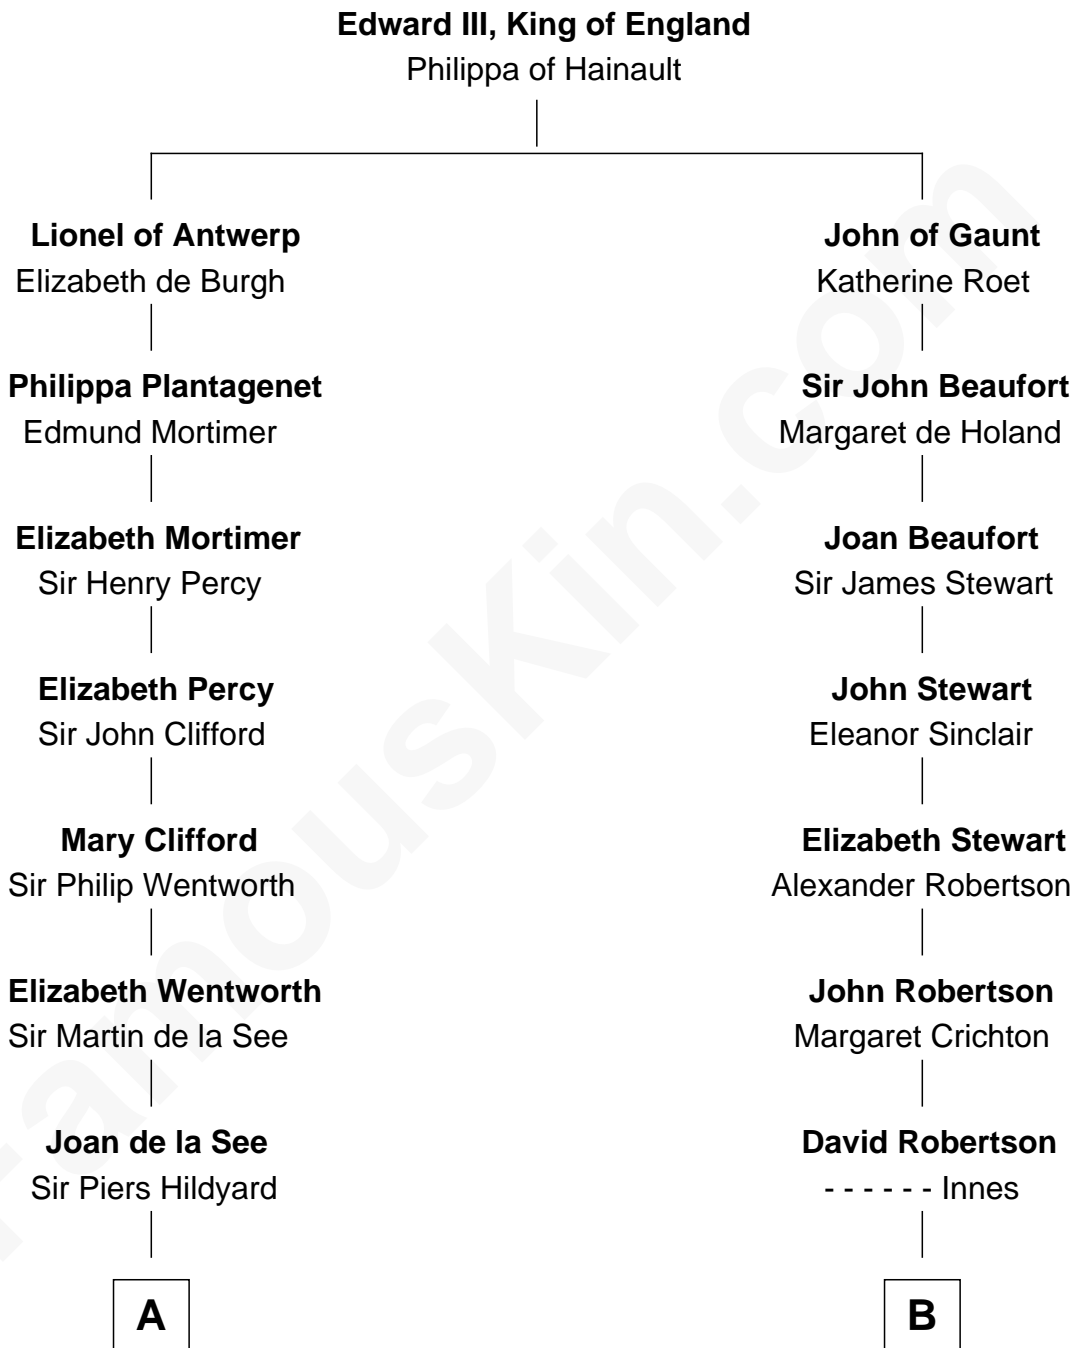 Edward III, King of England
Philippa of Hainault
Lionel of Antwerp
Elizabeth de Burgh
Philippa Plantagenet
Edmund Mortimer
Elizabeth Mortimer
Sir Henry Percy
Elizabeth Percy
Sir John Clifford
Mary Clifford
Sir Philip Wentworth
Elizabeth Wentworth
Sir Martin de la See
Joan de la See
Sir Piers Hildyard
A
John of Gaunt
Katherine Roet
Sir John Beaufort
Margaret de Holand
Joan Beaufort
Sir James Stewart
John Stewart
Eleanor Sinclair
Elizabeth Stewart
Alexander Robertson
John Robertson
Margaret Crichton
David Robertson
- - - - - - Innes
B
FamousKin.com